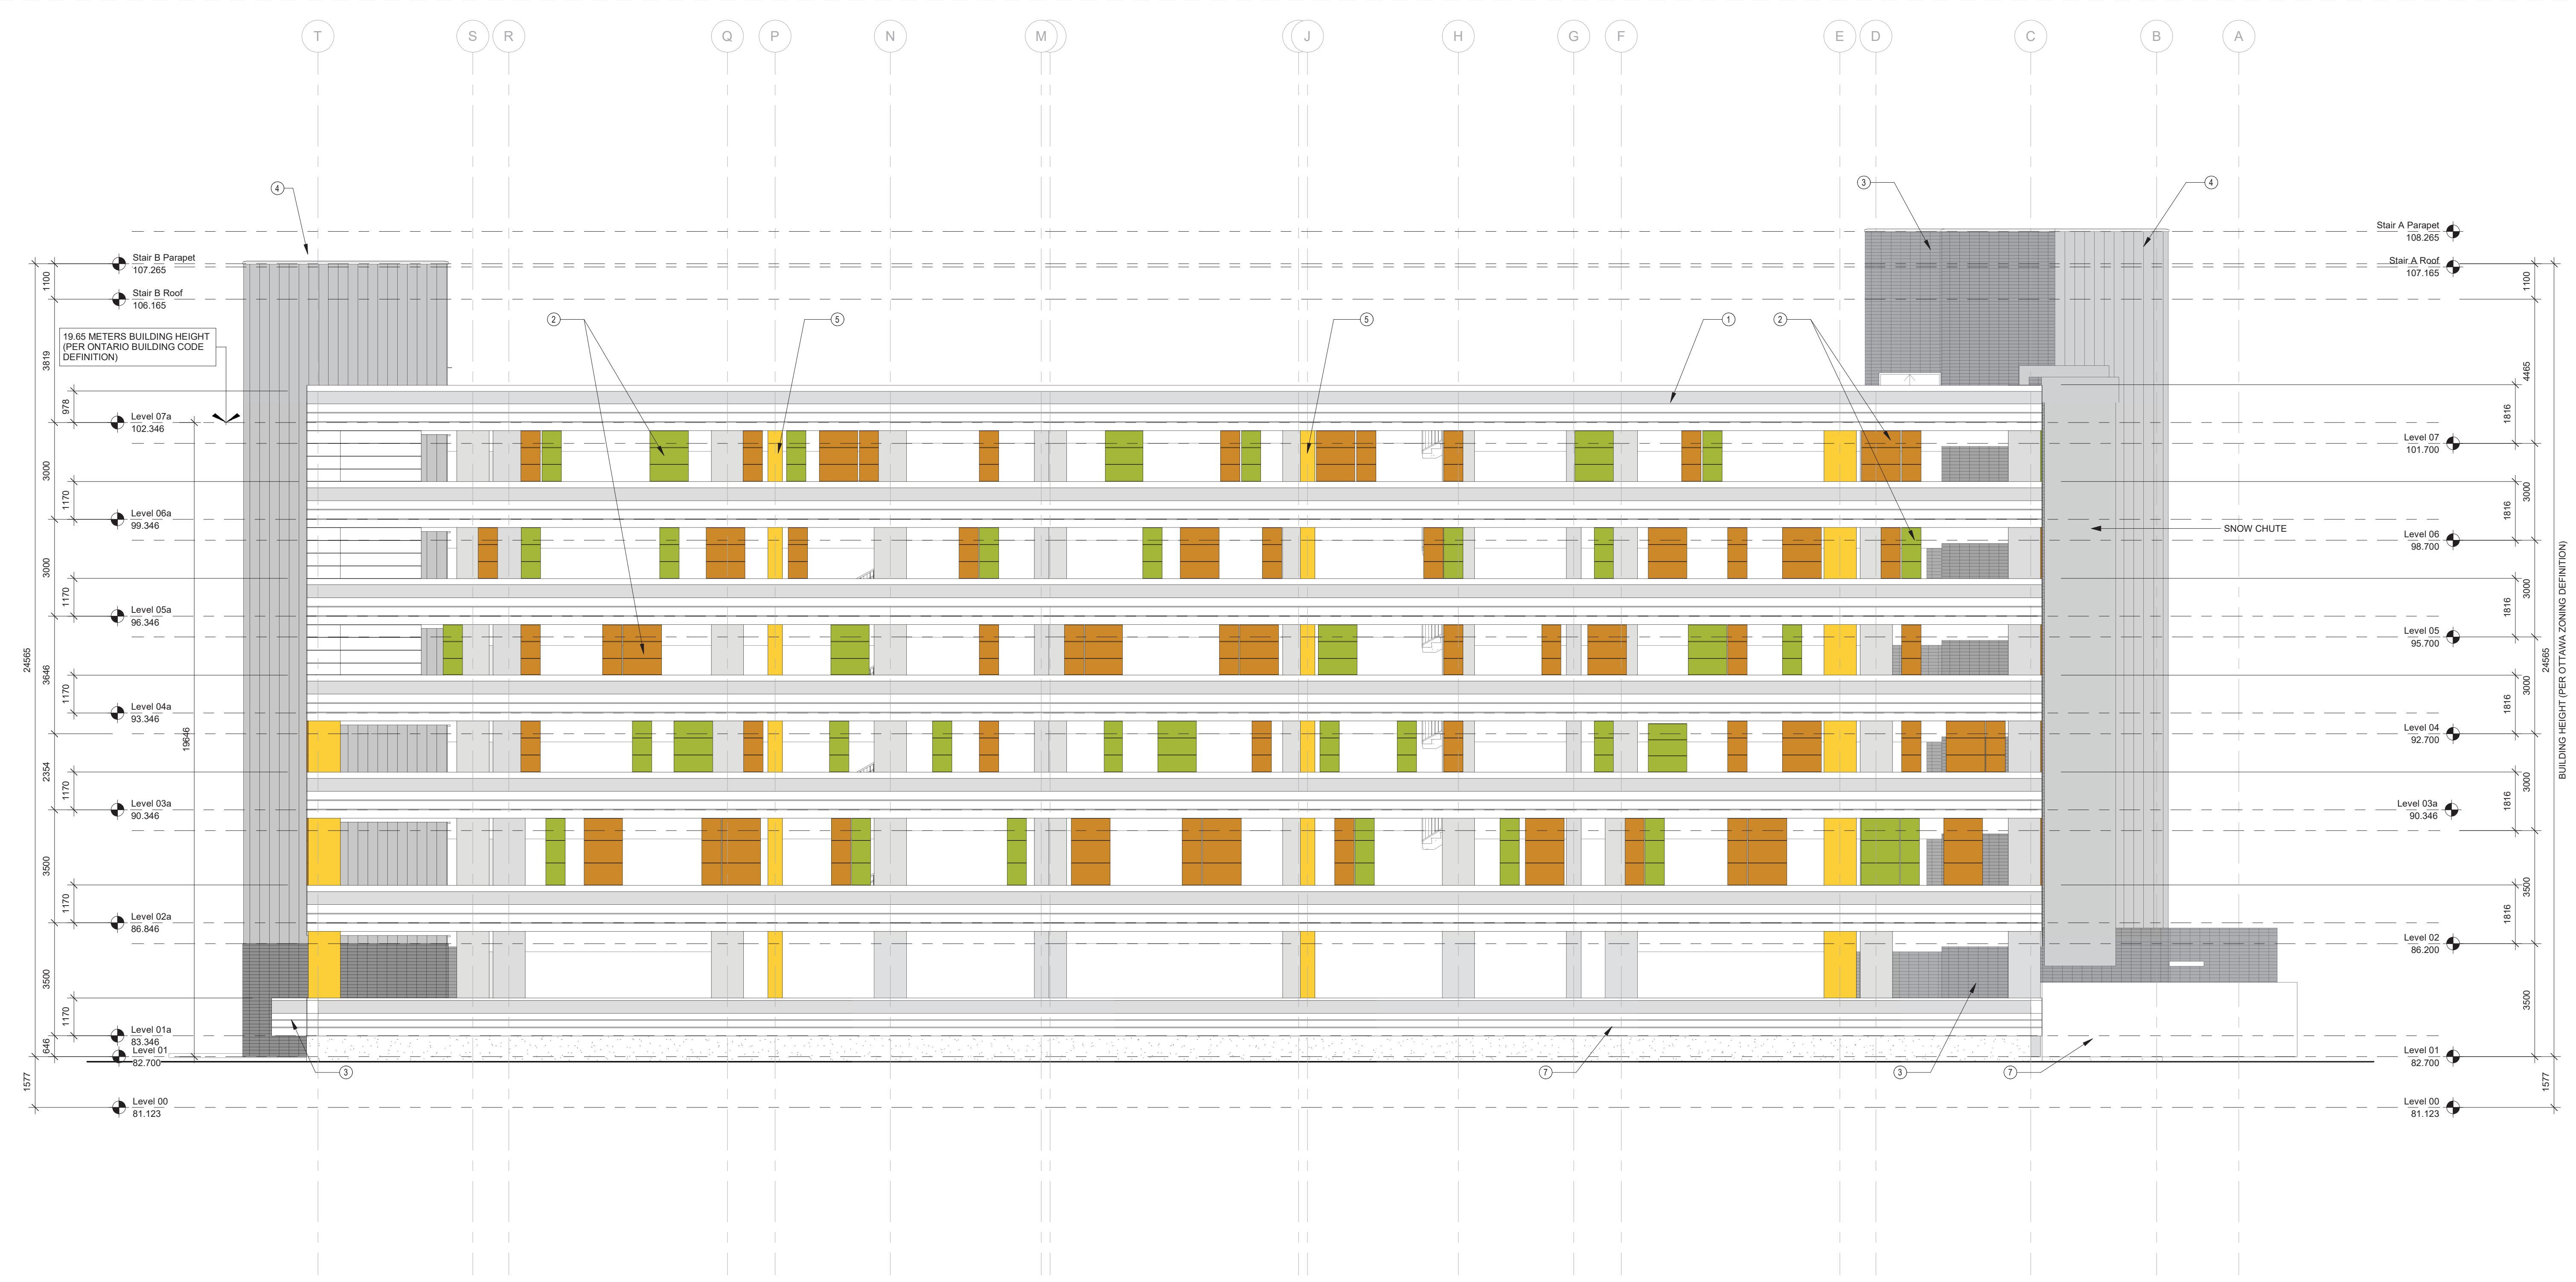 T
S
R
Q
P
N
M
J
H
G
F
E
D
C
B
A
4
3
4
Stair A Parapet
108.265
Stair B Parapet
107.265
Stair A Roof
107.165
1100
Stair B Roof
106.165
1100
2
5
5
1
2
19.65 METERS BUILDING HEIGHT
(PER ONTARIO BUILDING CODE
DEFINITION)
3819
4465
978
1816
Level 07a
102.346
Level 07
101.700
3000
1170
3000
1816
Level 06a
99.346
SNOW CHUTE
Level 06
98.700
3000
1170
3000
1816
Level 05a
96.346
Level 05
95.700
24565
3646
1170
3000
1816
24565
BUILDING HEIGHT (PER OTTAWA ZONING DEFINITION)
Level 04a
93.346
Level 04
92.700
19646
2354
1170
3000
1816
Level 03a
90.346
Level 03a
90.346
3500
1170
3500
1816
Level 02a
86.846
Level 02
86.200
3500
1170
3500
Level 01a
83.346
646
Level 01
82.700
Level 01
82.700
3
7
3
7
1577
1577
Level 00
81.123
Level 00
81.123